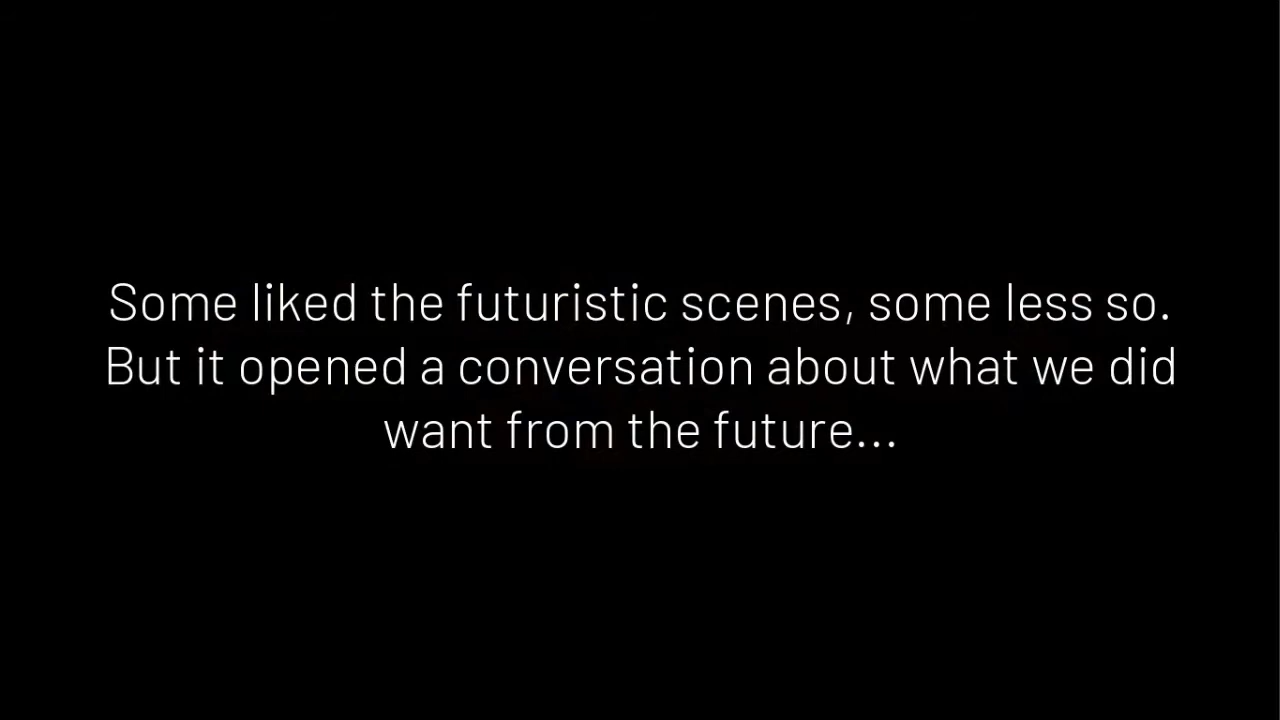 Some liked the futuristic scenes, some less so.
But it opened a conversation about what we did
want from the future...